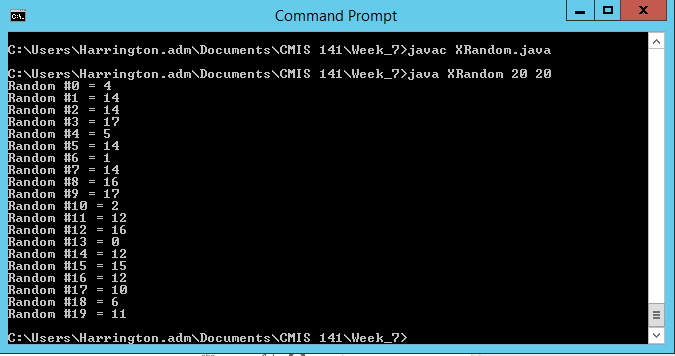 Command Prompt
C:\Users\Harrington.adm\Documents\CMIS 141\Week_7>javac XRandom.java
C:\Users\Harrington.adm\Documents\CMIS 141\Week_7>java XRandom 20 20
Random #0 = 4
Random #1 = 14
Random #2 = 14
Random #3 = 17
Random #4 = 5
Random #5 = 14
Random #6 = 1
Random #7 = 14
Random #8 = 16
Random #9 = 17
Random #10 = 2
Random #11 = 12
Random #12 = 16
Random #13 = 0
Random #14 = 12
Random #15 = 15
Random #16 = 12
Random #17 = 10
Random #18 = 6
Random #19 = 11
C:\Users\Harrington.adm\Documents\CMIS 141\Week_7>